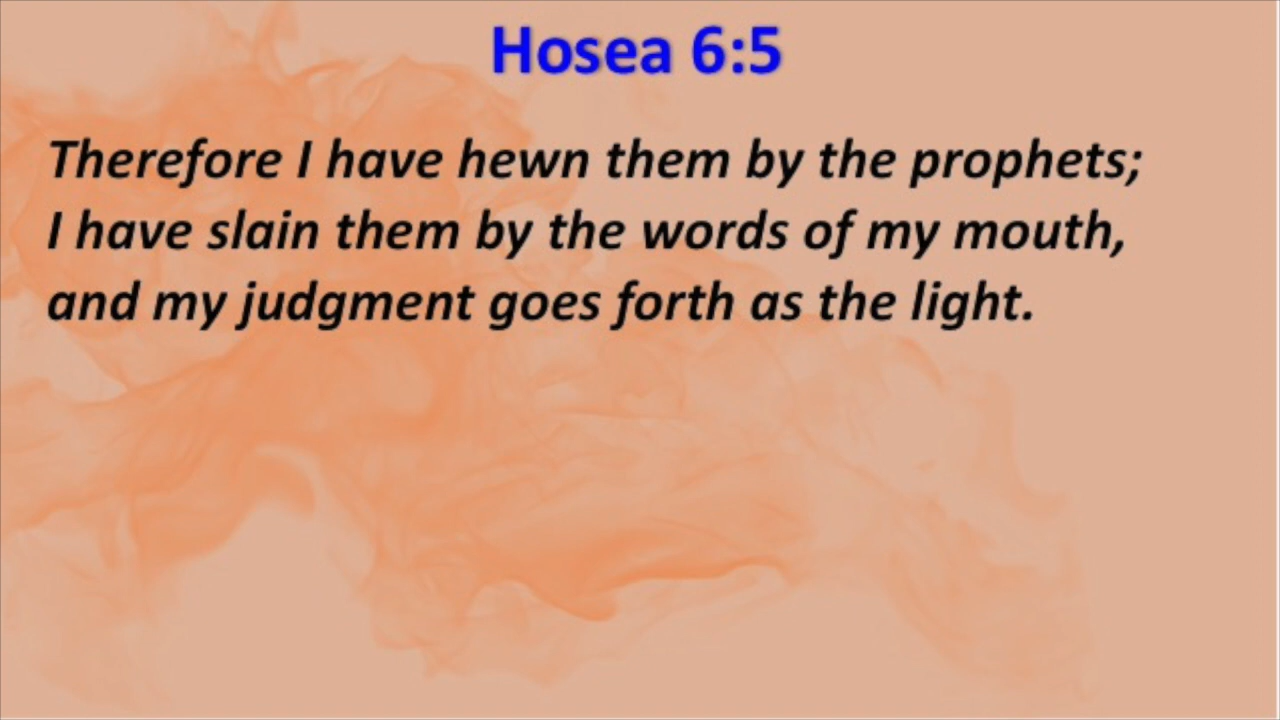 Hosea 6:5
Therefore I have hewn them by the prophets;
I have slain them by the words of my mouth,
and my judgment goes forth as the light.